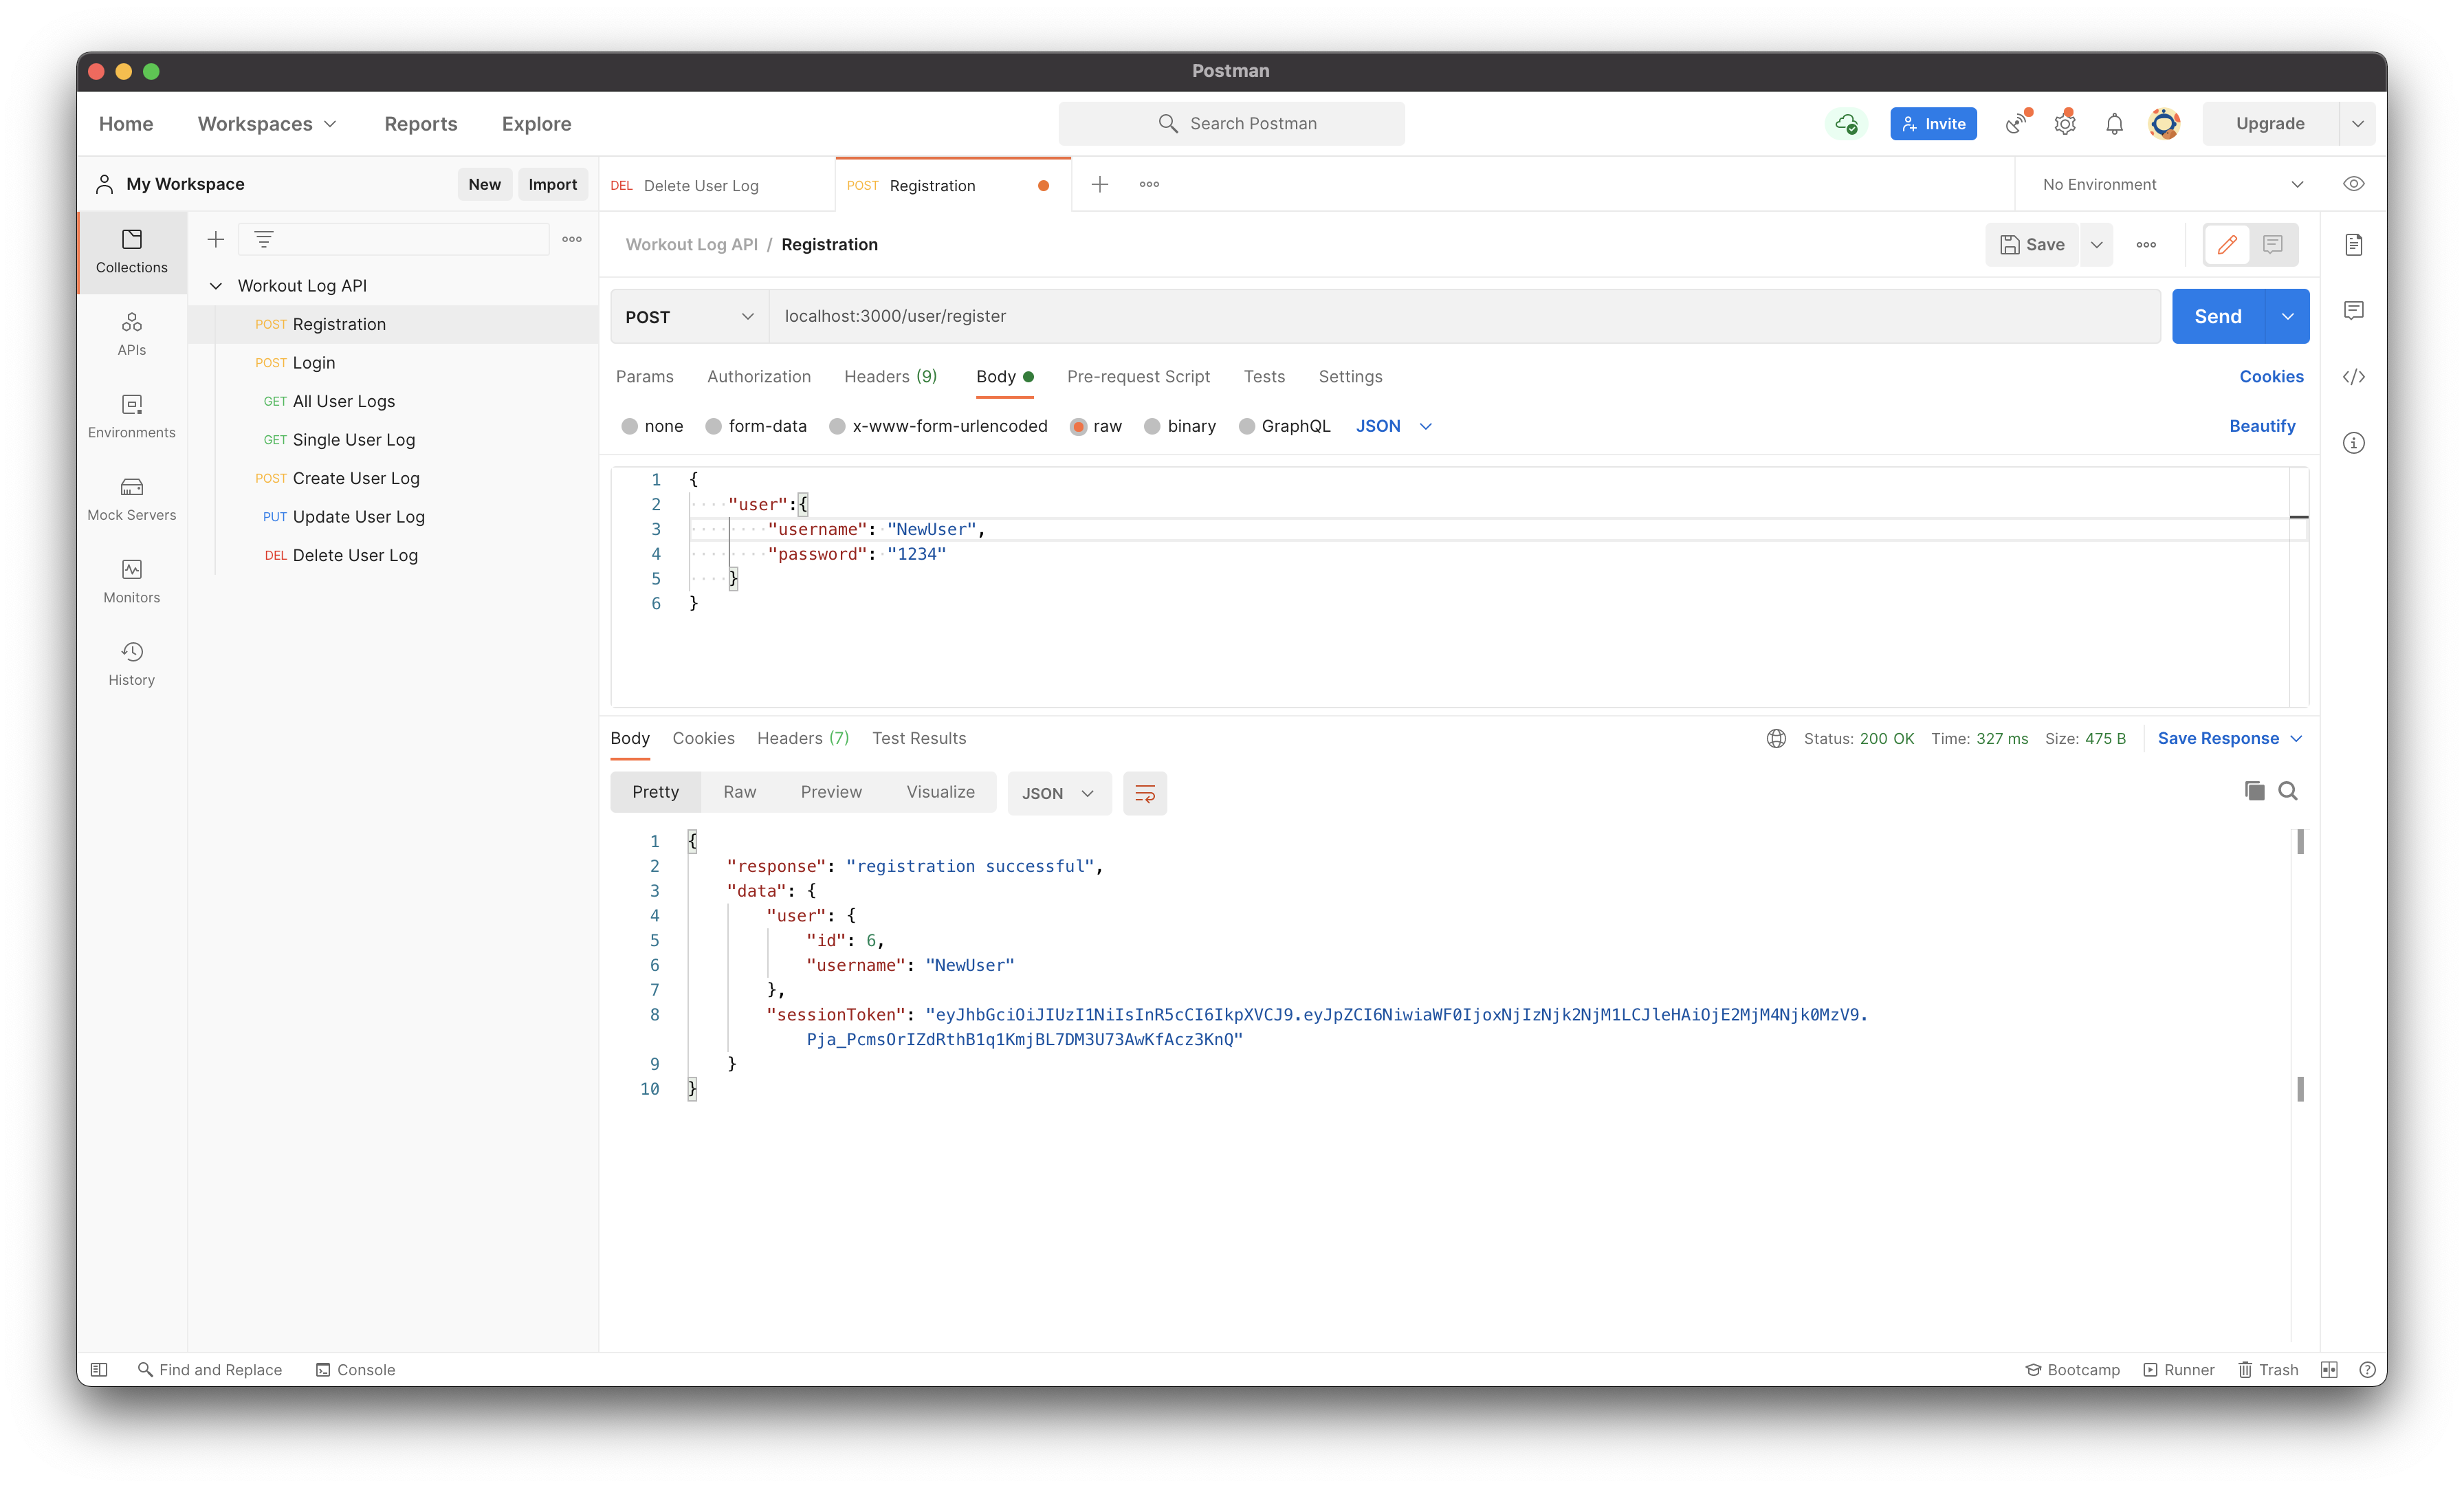 Postman
Home Workspaces Reports Explore Search Postman Invite Upgrade
My Workspace New Import
DEL Delete User Log POST Registration No Environment
Collections
APIs
Environments
Mock Servers
Monitors
History
Workout Log API
POST Registration
POST Login
GET All User Logs
GET Single User Log
POST Create User Log
PUT Update User Log
DEL Delete User Log
Workout Log API / Registration Save
POST localhost:3000/user/register Send
Params Authorization Headers (9) Body Pre-request Script Tests Settings Cookies
none form-data x-www-form-urlencoded raw binary GraphQL JSON Beautify
1 {
2 "user":{
3 "username": "NewUser",
4 "password": "1234"
5 }
6 }
Body Cookies Headers (7) Test Results Status: 200 OK Time: 327 ms Size: 475 B Save Response
Pretty Raw Preview Visualize JSON
1 {
2 "response": "registration successful",
3 "data": {
4 "user": {
5 "id": 6,
6 "username": "NewUser"
7 },
8 "sessionToken": "eyJhbGciOiJIUzI1NiIsInR5cCI6IkpXVCJ9.eyJpZCI6NiwiaWF0IjoxNjIzNjk2NjM1LCJleHAiOjE2MjM4Njk0MzV9.
Pja_PcmsOrIZdRthB1q1KmjBL7DM3U73AwKfAcz3KnQ"
9 }
10 }
Find and Replace Console Bootcamp Runner Trash